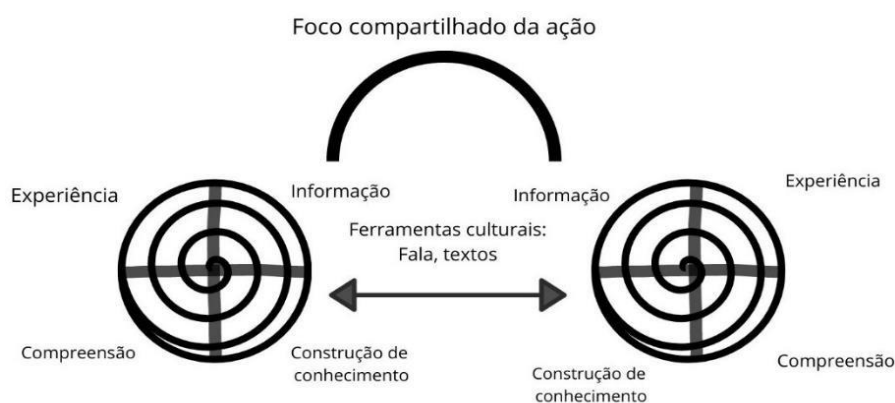 Foco compartilhado da ação
Experiência
Informação
Ferramentas culturais:
Fala, textos
Compreensão
Construção de
conhecimento
Informação
Experiência
Construção de
conhecimento
Compreensão